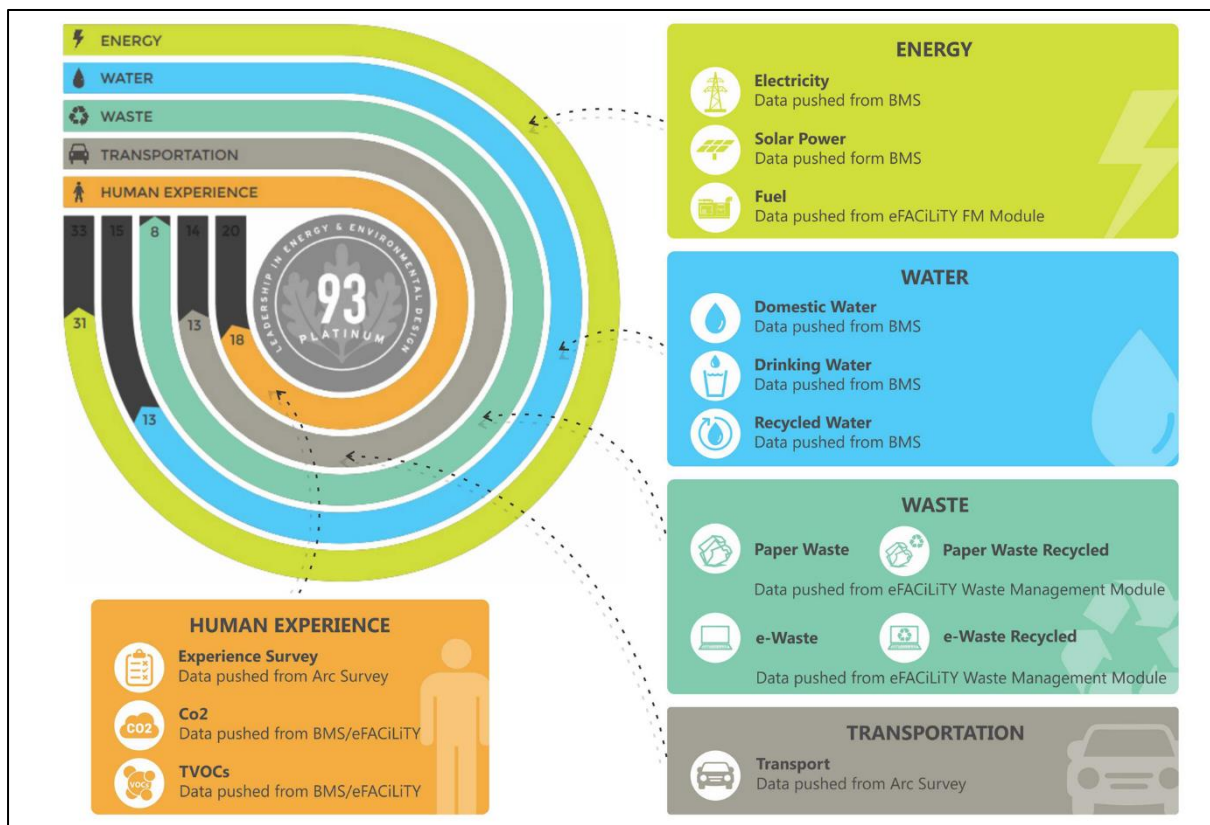 ENERGY
WATER
WASTE
TRANSPORTATION
HUMAN EXPERIENCE
33 15 8 14 20
31 13 13 18
LEADERSHIP IN ENERGY & ENVIRONMENTAL DESIGN
93
PLATINUM
ENERGY
Electricity
Data pushed from BMS
Solar Power
Data pushed form BMS
Fuel
Data pushed from eFACiLiTY FM Module
WATER
Domestic Water
Data pushed from BMS
Drinking Water
Data pushed from BMS
Recycled Water
Data pushed from BMS
WASTE
Paper Waste Paper Waste Recycled
Data pushed from eFACiLiTY Waste Management Module
e-Waste e-Waste Recycled
Data pushed from eFACiLiTY Waste Management Module
TRANSPORTATION
Transport
Data pushed from Arc Survey
HUMAN EXPERIENCE
Experience Survey
Data pushed from Arc Survey
CO2
Co2
Data pushed from BMS/eFACiLiTY
VOCs
TVOCs
Data pushed from BMS/eFACiLiTY